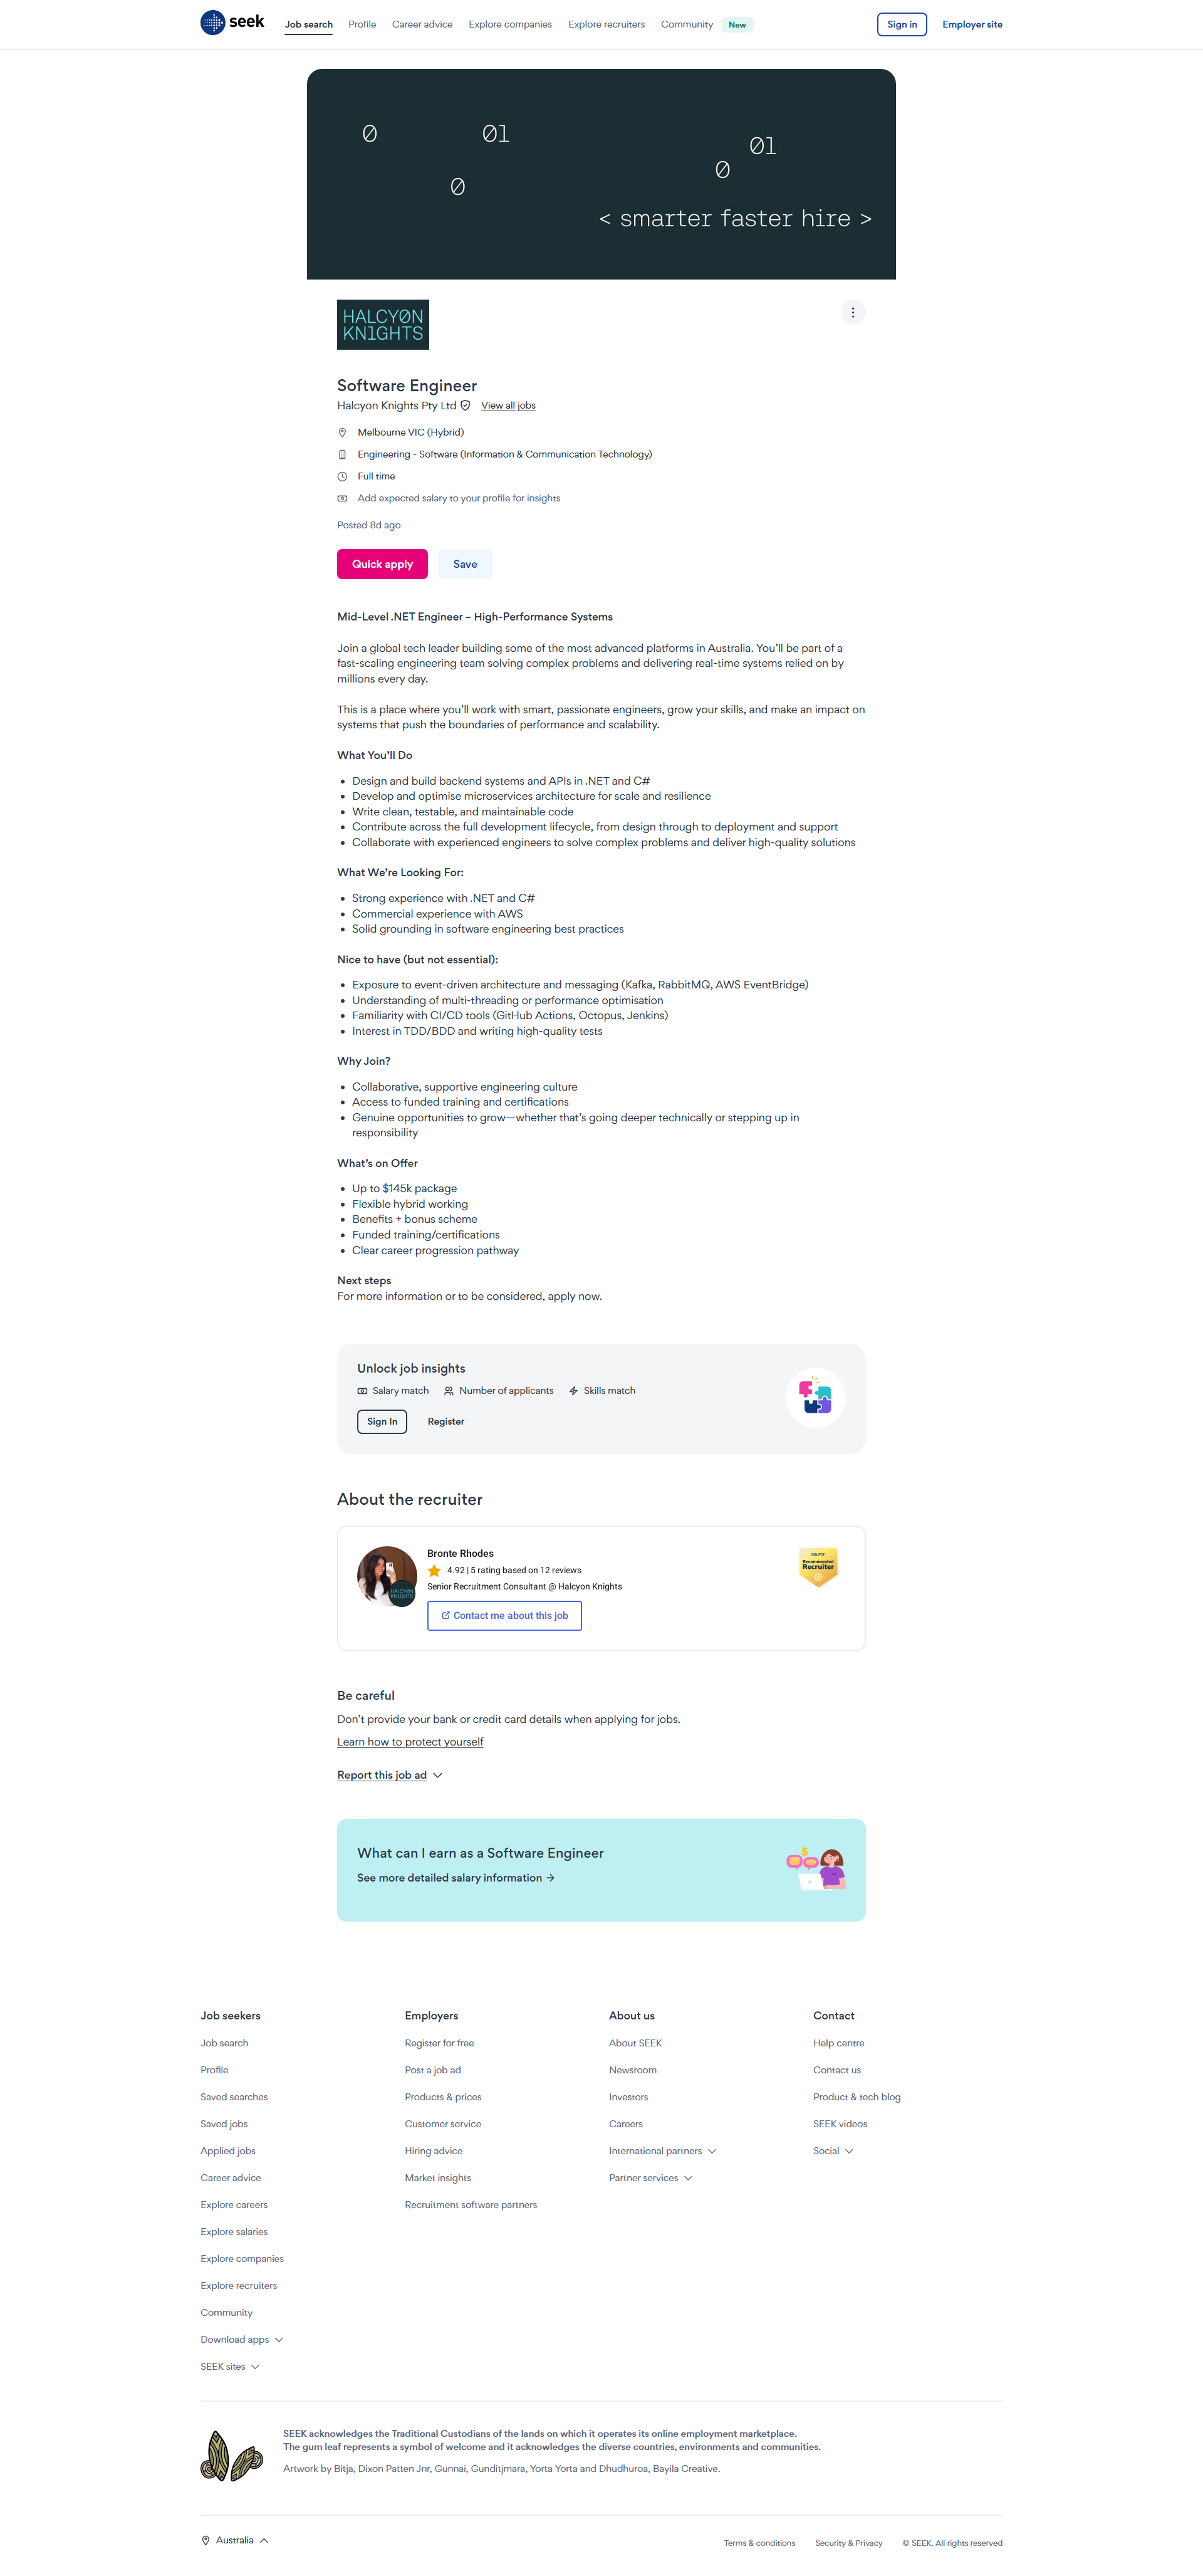 seek
Job search
Profile
Career advice
Explore companies
Explore recruiters
Community
New
Sign in
Employer site
0
01
01
0
0
< smarter faster hire >
HALCY0N
KN1GHTS
Software Engineer
Halcyon Knights Pty Ltd
View all jobs
Melbourne VIC (Hybrid)
Engineering - Software (Information & Communication Technology)
Full time
Add expected salary to your profile for insights
Posted 8d ago
Quick apply
Save
Mid-Level .NET Engineer – High-Performance Systems
Join a global tech leader building some of the most advanced platforms in Australia. You’ll be part of a
fast-scaling engineering team solving complex problems and delivering real-time systems relied on by
millions every day.
This is a place where you’ll work with smart, passionate engineers, grow your skills, and make an impact on
systems that push the boundaries of performance and scalability.
What You’ll Do
• Design and build backend systems and APIs in .NET and C#
• Develop and optimise microservices architecture for scale and resilience
• Write clean, testable, and maintainable code
• Contribute across the full development lifecycle, from design through to deployment and support
• Collaborate with experienced engineers to solve complex problems and deliver high-quality solutions
What We’re Looking For:
• Strong experience with .NET and C#
• Commercial experience with AWS
• Solid grounding in software engineering best practices
Nice to have (but not essential):
• Exposure to event-driven architecture and messaging (Kafka, RabbitMQ, AWS EventBridge)
• Understanding of multi-threading or performance optimisation
• Familiarity with CI/CD tools (GitHub Actions, Octopus, Jenkins)
• Interest in TDD/BDD and writing high-quality tests
Why Join?
• Collaborative, supportive engineering culture
• Access to funded training and certifications
• Genuine opportunities to grow—whether that’s going deeper technically or stepping up in
responsibility
What’s on Offer
• Up to $145k package
• Flexible hybrid working
• Benefits + bonus scheme
• Funded training/certifications
• Clear career progression pathway
Next steps
For more information or to be considered, apply now.
Unlock job insights
Salary match
Number of applicants
Skills match
Sign In
Register
About the recruiter
Bronte Rhodes
4.92 | 5 rating based on 12 reviews
Senior Recruitment Consultant @ Halcyon Knights
Contact me about this job
HALCY0N
KN1GHTS
sourcr
Recommended
Recruiter
Be careful
Don’t provide your bank or credit card details when applying for jobs.
Learn how to protect yourself
Report this job ad
What can I earn as a Software Engineer
See more detailed salary information →
$
Job seekers
Job search
Profile
Saved searches
Saved jobs
Applied jobs
Career advice
Explore careers
Explore salaries
Explore companies
Explore recruiters
Community
Download apps
SEEK sites
Employers
Register for free
Post a job ad
Products & prices
Customer service
Hiring advice
Market insights
Recruitment software partners
About us
About SEEK
Newsroom
Investors
Careers
International partners
Partner services
Contact
Help centre
Contact us
Product & tech blog
SEEK videos
Social
SEEK acknowledges the Traditional Custodians of the lands on which it operates its online employment marketplace.
The gum leaf represents a symbol of welcome and it acknowledges the diverse countries, environments and communities.
Artwork by Bitja, Dixon Patten Jnr, Gunnai, Gunditjmara, Yorta Yorta and Dhudhuroa, Bayila Creative.
Australia
Terms & conditions
Security & Privacy
© SEEK. All rights reserved